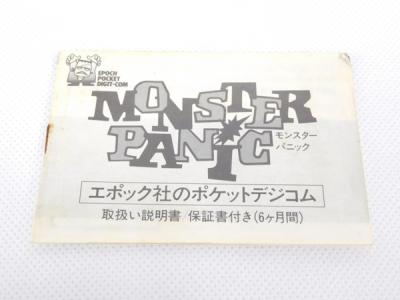 EPOCH
POCKET
DIGIT-COM
MONSTER
PANIC
モンスター
パニック
エポック社のポケットデジコム
取扱い説明書/保証書付き(6ヶ月間)